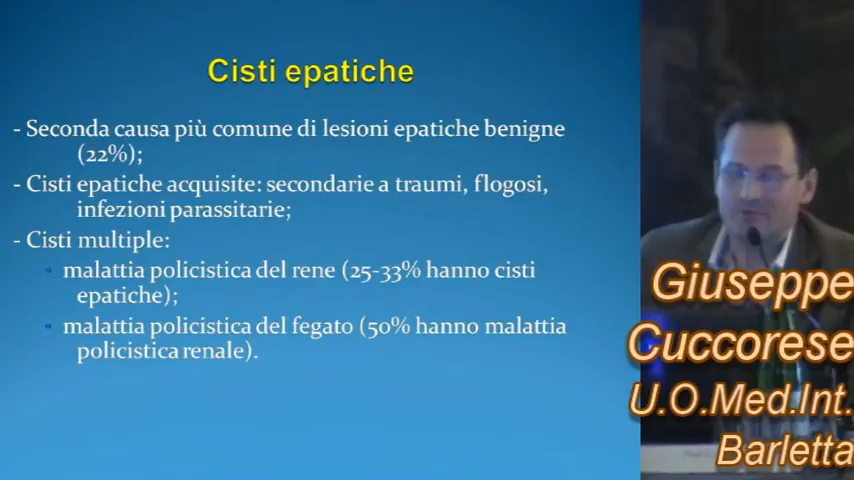 Cisti epatiche
- Seconda causa più comune di lesioni epatiche benigne
(22%);
- Cisti epatiche acquisite: secondarie a traumi, flogosi,
infezioni parassitarie;
- Cisti multiple:
malattia policistica del rene (25-33% hanno cisti
epatiche);
malattia policistica del fegato (50% hanno malattia
policistica renale).
Giuseppe
Cuccorese
U.O.Med.Int.
Barletta